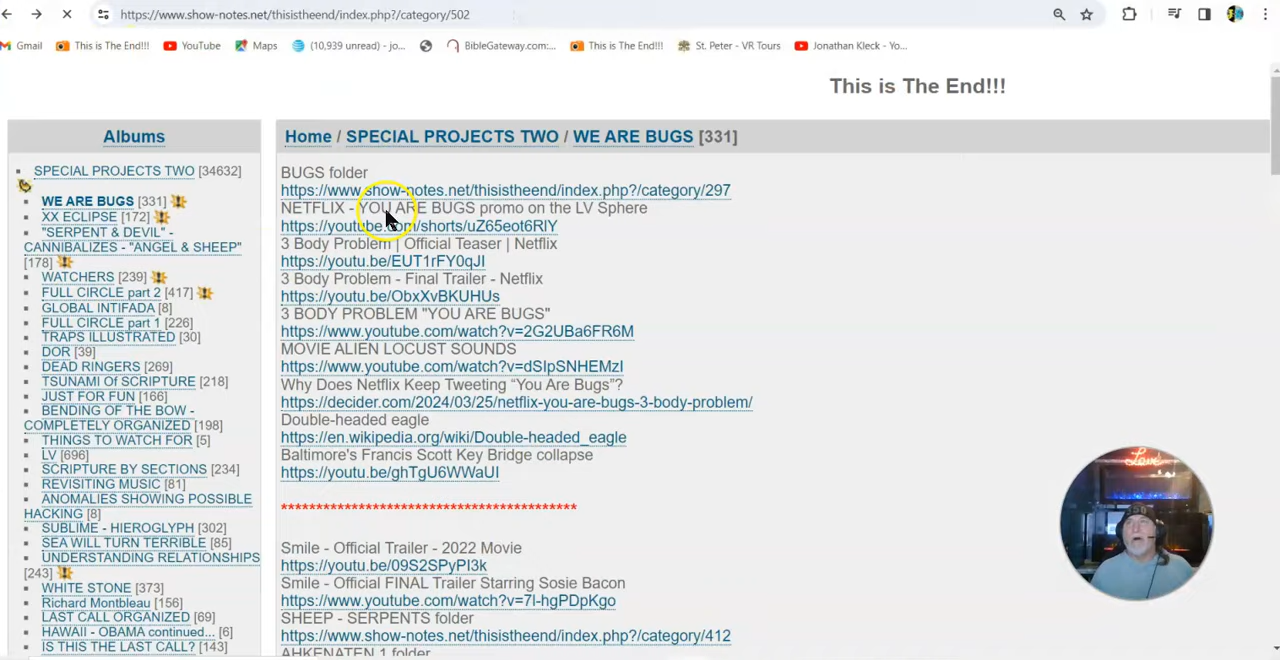 https://www.show-notes.net/thisistheend/index.php?/category/502
Gmail
This is The End!!!
YouTube
Maps
(10,939 unread) - jo...
BibleGateway.com:...
This is The End!!!
St. Peter - VR Tours
Jonathan Kleck - Yo...
This is The End!!!
Albums
SPECIAL PROJECTS TWO [34632]
WE ARE BUGS [331]
XX ECLIPSE [172]
"SERPENT & DEVIL" -
CANNIBALIZES - "ANGEL & SHEEP"
[178]
WATCHERS [239]
FULL CIRCLE part 2 [417]
GLOBAL INTIFADA [8]
FULL CIRCLE part 1 [226]
TRAPS ILLUSTRATED [30]
DOR [39]
DEAD RINGERS [269]
TSUNAMI Of SCRIPTURE [218]
JUST FOR FUN [166]
BENDING OF THE BOW -
COMPLETELY ORGANIZED [198]
THINGS TO WATCH FOR [5]
LV [696]
SCRIPTURE BY SECTIONS [234]
REVISITING MUSIC [81]
ANOMALIES SHOWING POSSIBLE
HACKING [8]
SUBLIME - HIEROGLYPH [302]
SEA WILL TURN TERRIBLE [85]
UNDERSTANDING RELATIONSHIPS
[243]
WHITE STONE [373]
Richard Montbleau [156]
LAST CALL ORGANIZED [69]
HAWAII - OBAMA continued... [6]
IS THIS THE LAST CALL? [143]
Home / SPECIAL PROJECTS TWO / WE ARE BUGS [331]
BUGS folder
https://www.show-notes.net/thisistheend/index.php?/category/297
NETFLIX - YOU ARE BUGS promo on the LV Sphere
https://youtube.com/shorts/uZ65eot6RlY
3 Body Problem | Official Teaser | Netflix
https://youtu.be/EUT1rFY0qJI
3 Body Problem - Final Trailer - Netflix
https://youtu.be/ObxXvBKUHUs
3 BODY PROBLEM "YOU ARE BUGS"
https://www.youtube.com/watch?v=2G2UBa6FR6M
MOVIE ALIEN LOCUST SOUNDS
https://www.youtube.com/watch?v=dSIpSNHEMzI
Why Does Netflix Keep Tweeting “You Are Bugs”?
https://decider.com/2024/03/25/netflix-you-are-bugs-3-body-problem/
Double-headed eagle
https://en.wikipedia.org/wiki/Double-headed_eagle
Baltimore's Francis Scott Key Bridge collapse
https://youtu.be/ghTgU6WWaUI
******************************************
Smile - Official Trailer - 2022 Movie
https://youtu.be/09S2SPyPI3k
Smile - Official FINAL Trailer Starring Sosie Bacon
https://www.youtube.com/watch?v=7l-hgPDpKgo
SHEEP - SERPENTS folder
https://www.show-notes.net/thisistheend/index.php?/category/412
AHKENATEN 1 folder